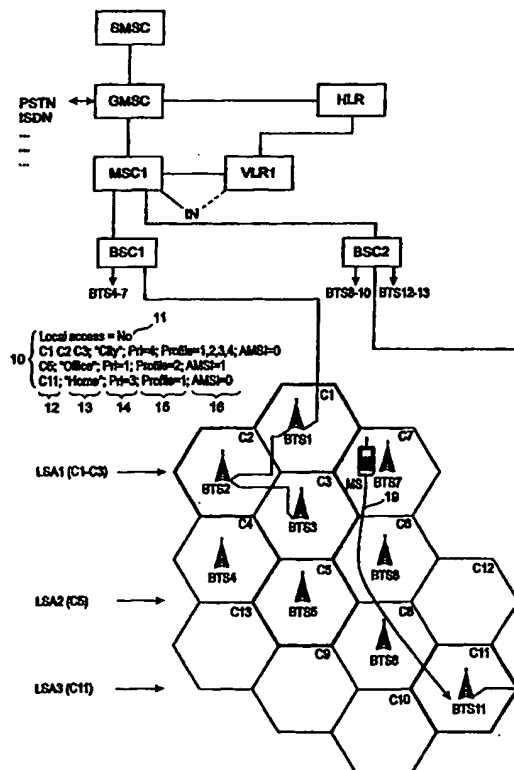 SMSC
PSTN
ISDN
...
...
GMSC
HLR
MSC1
VLR1
IN
BSC1
BSC2
BTS4-7
BTS8-10
BTS12-13
11
10
Local access = No
C1 C2 C3; "City"; Pri=4; Profile=1,2,3,4; AMSI=0
C5; "Office"; Pri=1; Profile=2; AMSI=1
C11; "Home"; Pri=3; Profile=1; AMSI=0
12 13 14 15 16
C1
BTS1
C2
C7
LSA1 (C1-C3)
BTS2
C3
MS
BTS7
19
BTS3
C4
C6
BTS4
C5
BTS6
C12
LSA2 (C5)
C13
BTS5
C8
C9
BTS8
C11
LSA3 (C11)
C10
BTS11